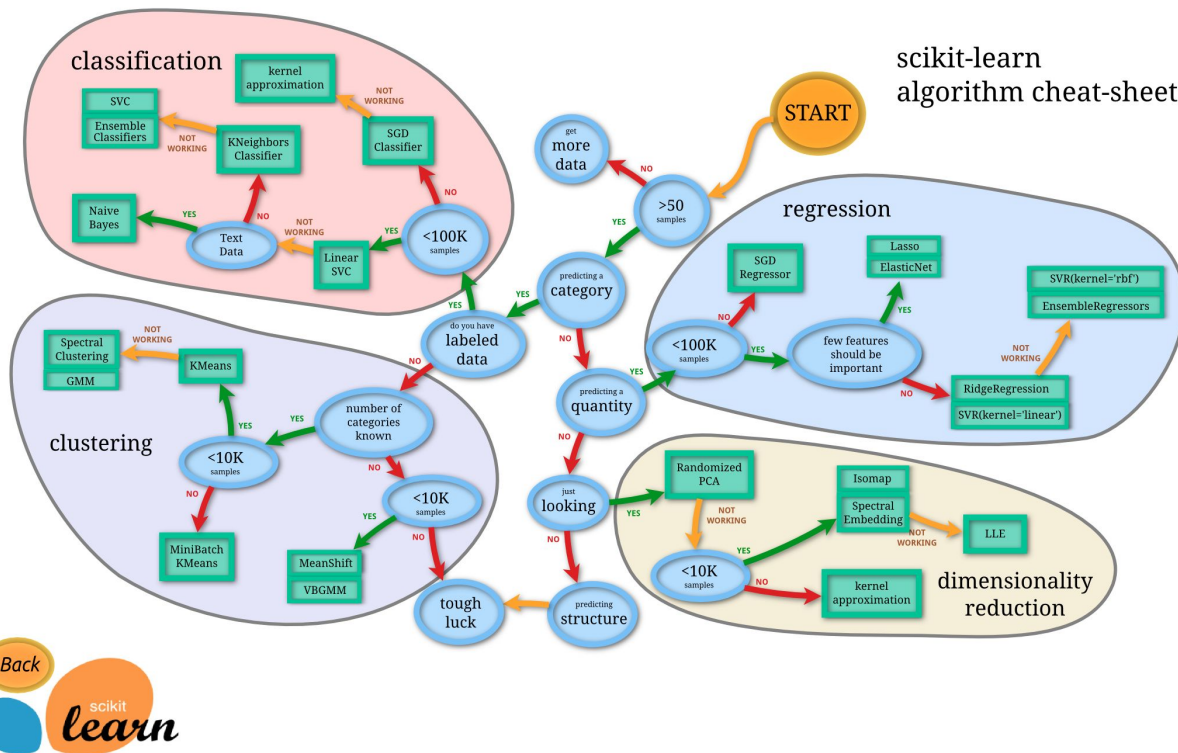 scikit-learn
algorithm cheat-sheet
START
get
more
data
NO
>50
samples
YES
predicting a
category
YES
NO
do you have
labeled
data
YES
NO
predicting a
quantity
YES
NO
just
looking
YES
NO
predicting
structure
tough
luck
classification
kernel
approximation
NOT
WORKING
SGD
Classifier
NO
<100K
samples
YES
Linear
SVC
NOT
WORKING
Text
Data
YES
Naive
Bayes
NO
KNeighbors
Classifier
NOT
WORKING
SVC
Ensemble
Classifiers
regression
<100K
samples
NO
SGD
Regressor
YES
few features
should be
important
YES
Lasso
ElasticNet
NO
RidgeRegression
SVR(kernel='linear')
NOT
WORKING
SVR(kernel='rbf')
EnsembleRegressors
clustering
number of
categories
known
YES
NO
<10K
samples
YES
KMeans
NOT
WORKING
Spectral
Clustering
GMM
NO
MiniBatch
KMeans
<10K
samples
YES
MeanShift
VBGMM
NO
dimensionality
reduction
Randomized
PCA
NOT
WORKING
<10K
samples
YES
Isomap
Spectral
Embedding
NOT
WORKING
LLE
NO
kernel
approximation
Back
scikit
learn